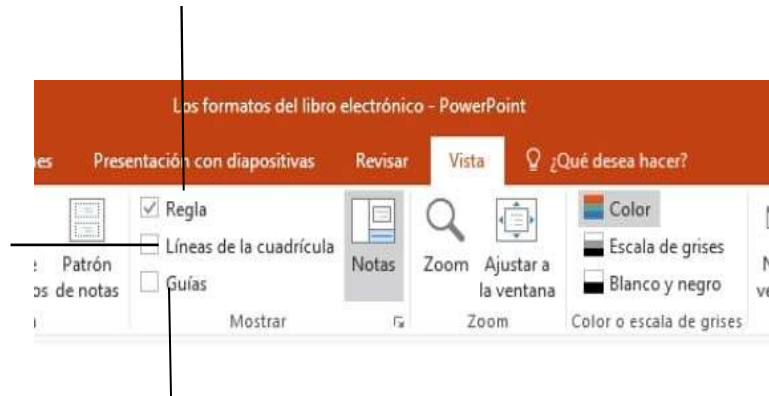 Los formatos del libro electrónico - PowerPoint
nes Presentación con diapositivas Revisar Vista ¿Qué desea hacer?
Regla
Líneas de la cuadrícula
Guías
Patrón
de notas
Notas
Zoom
Ajustar a
la ventana
Color
Escala de grises
Blanco y negro
Mostrar Zoom Color o escala de grises